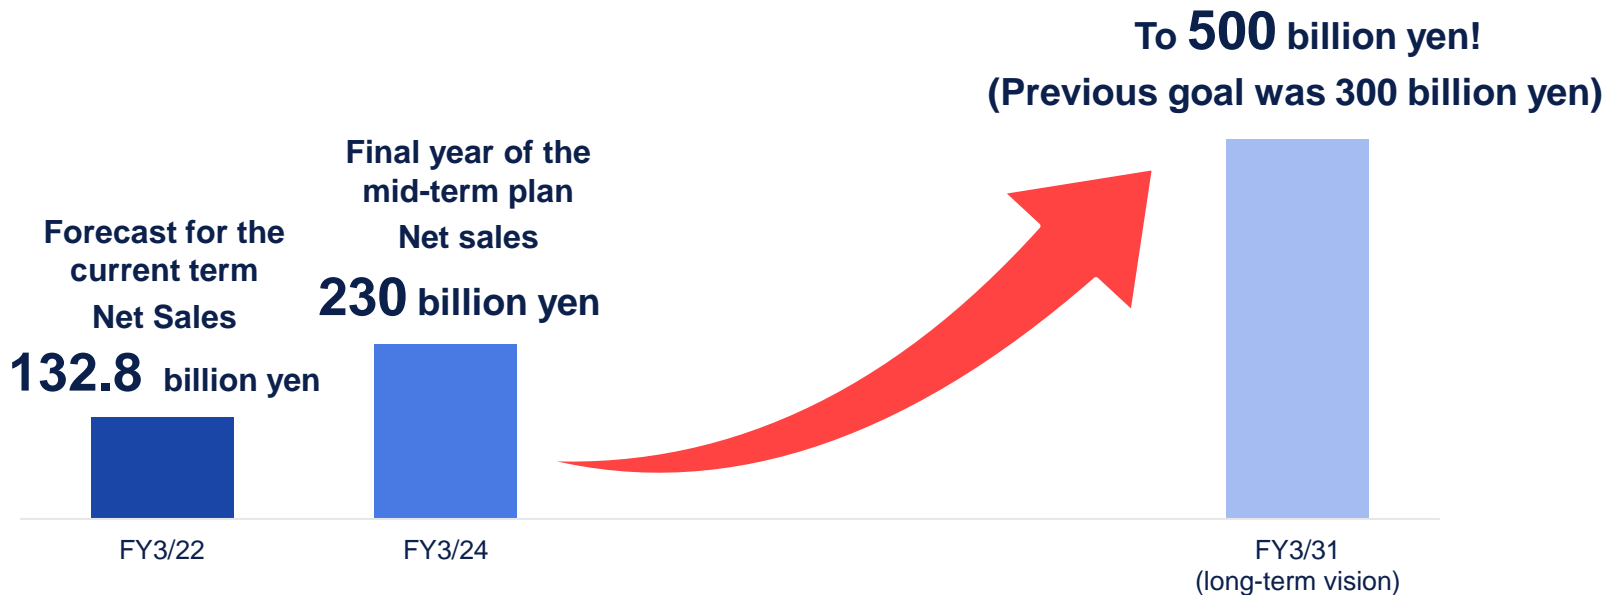 Forecast for the
current term
Net Sales
132.8 billion yen
FY3/22
Final year of the
mid-term plan
Net sales
230 billion yen
FY3/24
To 500 billion yen!
(Previous goal was 300 billion yen)
FY3/31
(long-term vision)